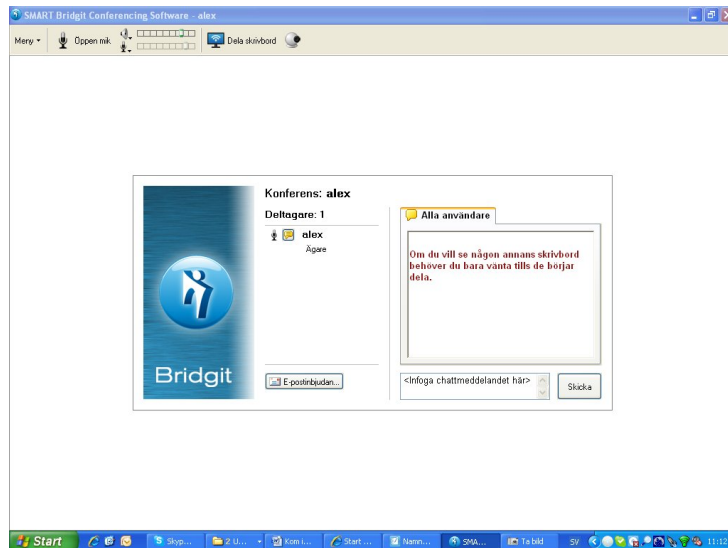 SMART Bridgit Conferencing Software - alex
Meny
Öppen mik
Dela skrivbord
Konferens: alex
Deltagare: 1
alex
Ägare
E-postinbjudan...
Bridgit
Alla användare
Om du vill se någon annans skrivbord
behöver du bara vänta tills de börjar
dela.
<Infoga chattmeddelandet här>
Skicka
Start
Skyp...
2 U...
Kom i...
Start ...
Namn...
SMA...
Ta bild
SV
11:12